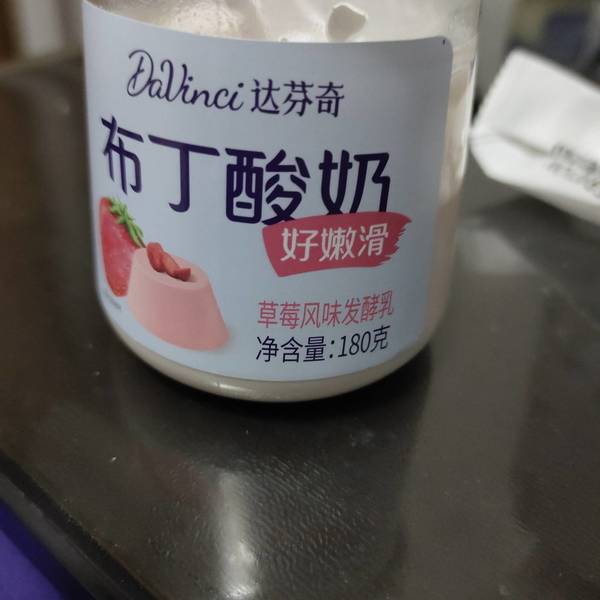 DaVinci 达芬奇
布丁酸奶
好嫩滑
草莓风味发酵乳
净含量:180克